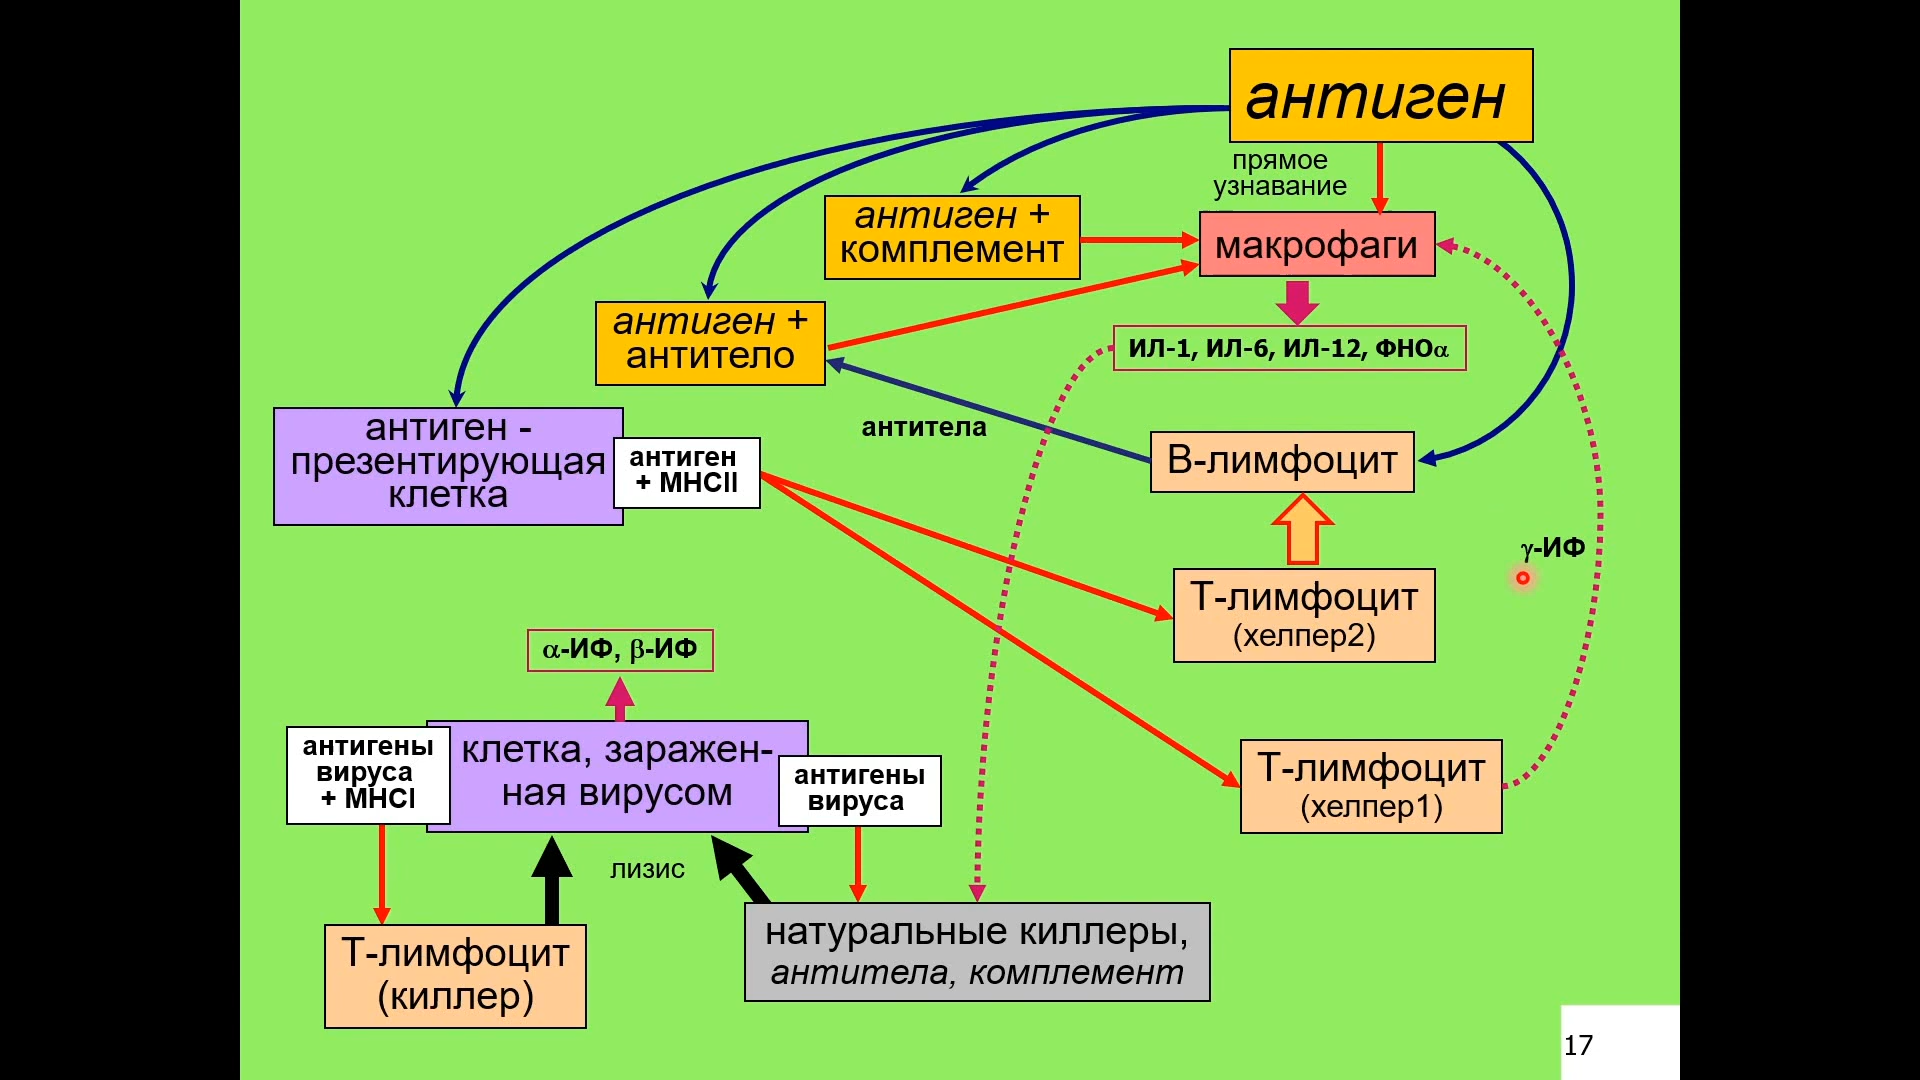 антиген
прямое
узнавание
антиген +
комплемент
макрофаги
антиген +
антитело
ИЛ-1, ИЛ-6, ИЛ-12, ФНОα
антитела
антиген -
презентирующая
клетка
антиген
+ МНСII
В-лимфоцит
γ-ИФ
Т-лимфоцит
(хелпер2)
α-ИФ, β-ИФ
антигены
вируса
+ МНСI
клетка, заражен-
ная вирусом
антигены
вируса
Т-лимфоцит
(хелпер1)
лизис
Т-лимфоцит
(киллер)
натуральные киллеры,
антитела, комплемент
17